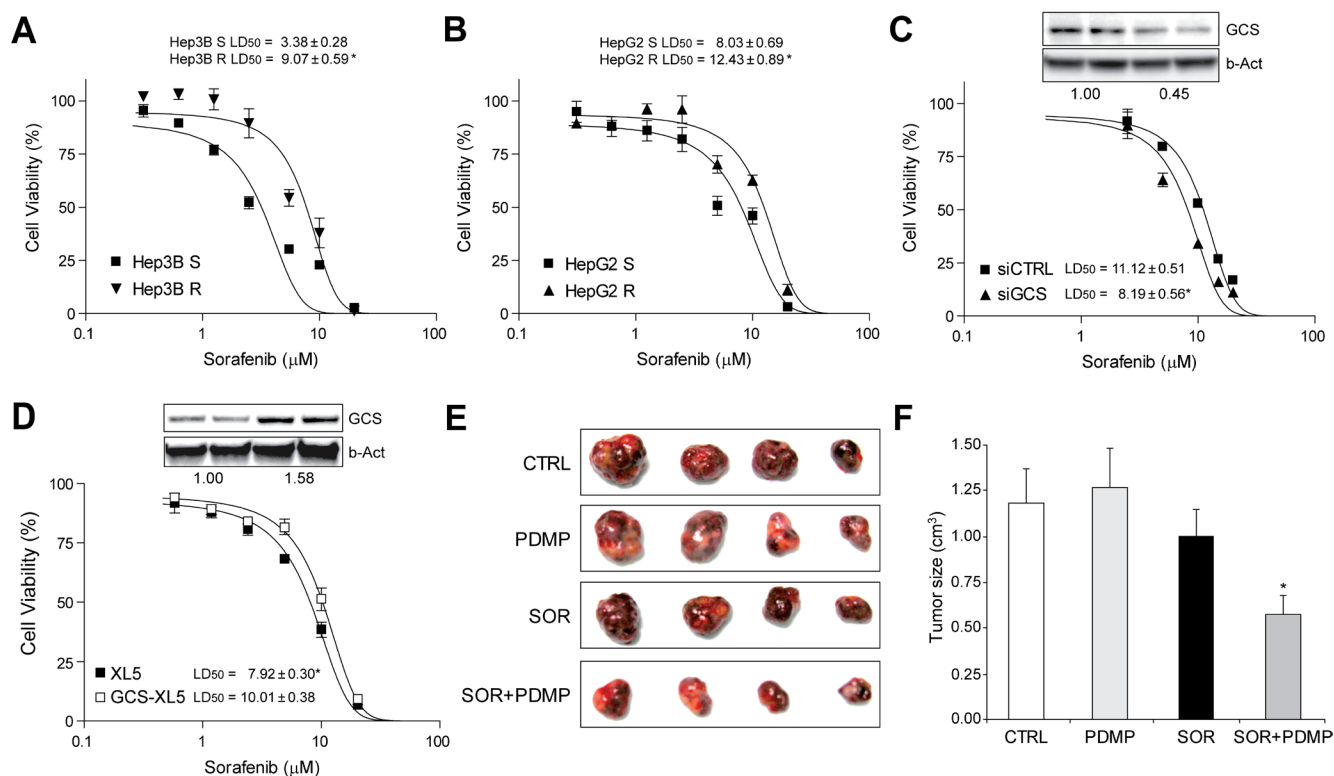 A
Hep3B S LD50 = 3.38 ± 0.28
Hep3B R LD50 = 9.07 ± 0.59 *
100
75
50
25
0
Cell Viability (%)
Hep3B S
Hep3B R
0.1
1
10
100
Sorafenib (µM)
B
HepG2 S LD50 = 8.03 ± 0.69
HepG2 R LD50 = 12.43 ± 0.89 *
100
75
50
25
0
Cell Viability (%)
HepG2 S
HepG2 R
0.1
1
10
100
Sorafenib (µM)
C
GCS
b-Act
1.00
0.45
100
75
50
25
0
Cell Viability (%)
siCTRL LD50 = 11.12 ± 0.51
siGCS LD50 = 8.19 ± 0.56*
0.1
1
10
100
Sorafenib (µM)
D
GCS
b-Act
1.00
1.58
100
75
50
25
0
Cell Viability (%)
XL5 LD50 = 7.92 ± 0.30*
GCS-XL5 LD50 = 10.01 ± 0.38
0.1
1
10
100
Sorafenib (µM)
E
CTRL
PDMP
SOR
SOR+PDMP
F
1.50
1.25
1.00
0.75
0.50
0.25
0.00
Tumor size (cm³)
*
CTRL
PDMP
SOR
SOR+PDMP